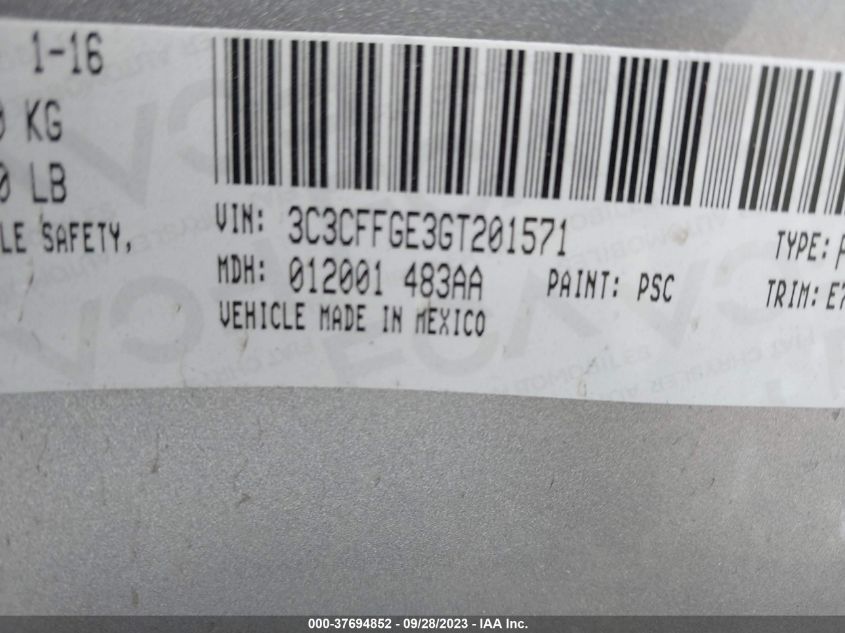 1-16
KG
LB
LE SAFETY,
VIN: 3C3CFFGE3GT201571
TYPE:
MDH: 012001 483AA
PAINT: PSC
TRIM: E7
VEHICLE MADE IN MEXICO
000-37694852 - 09/28/2023 - IAA Inc.